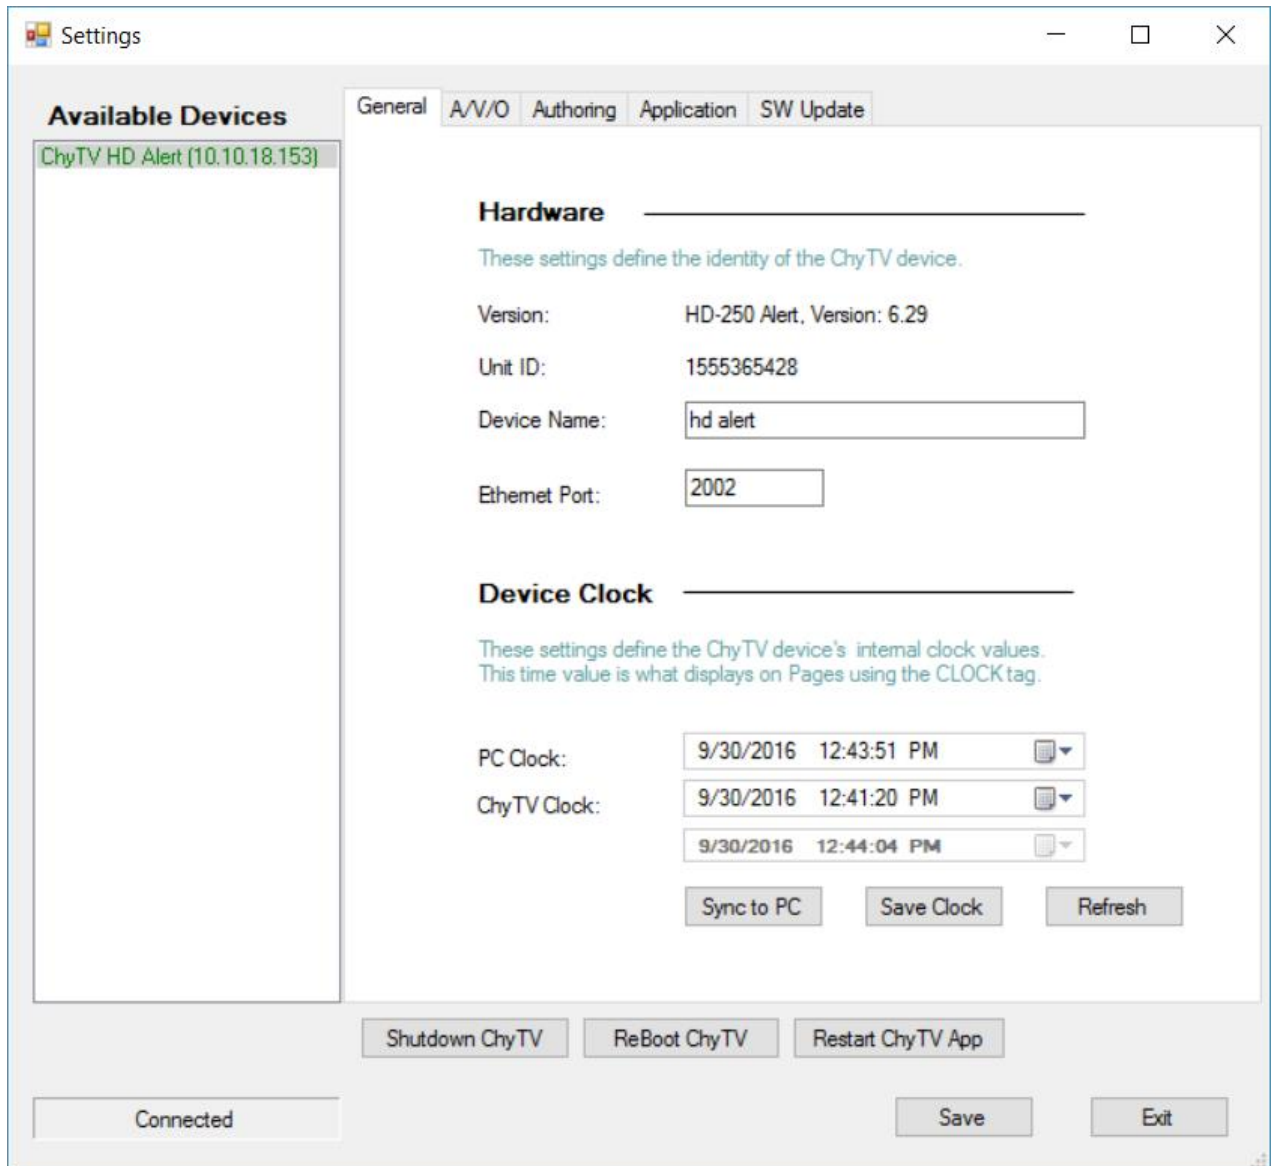 Settings
Available Devices
General A/V/O Authoring Application SW Update
ChyTV HD Alert (10.10.18.153)
Hardware
These settings define the identity of the ChyTV device.
Version: HD-250 Alert, Version: 6.29
Unit ID: 1555365428
Device Name: hd alert
Ethernet Port: 2002
Device Clock
These settings define the ChyTV device's internal clock values.
This time value is what displays on Pages using the CLOCK tag.
PC Clock: 9/30/2016 12:43:51 PM
ChyTV Clock: 9/30/2016 12:41:20 PM
9/30/2016 12:44:04 PM
Sync to PC Save Clock Refresh
Shutdown ChyTV ReBoot ChyTV Restart ChyTV App
Connected Save Exit